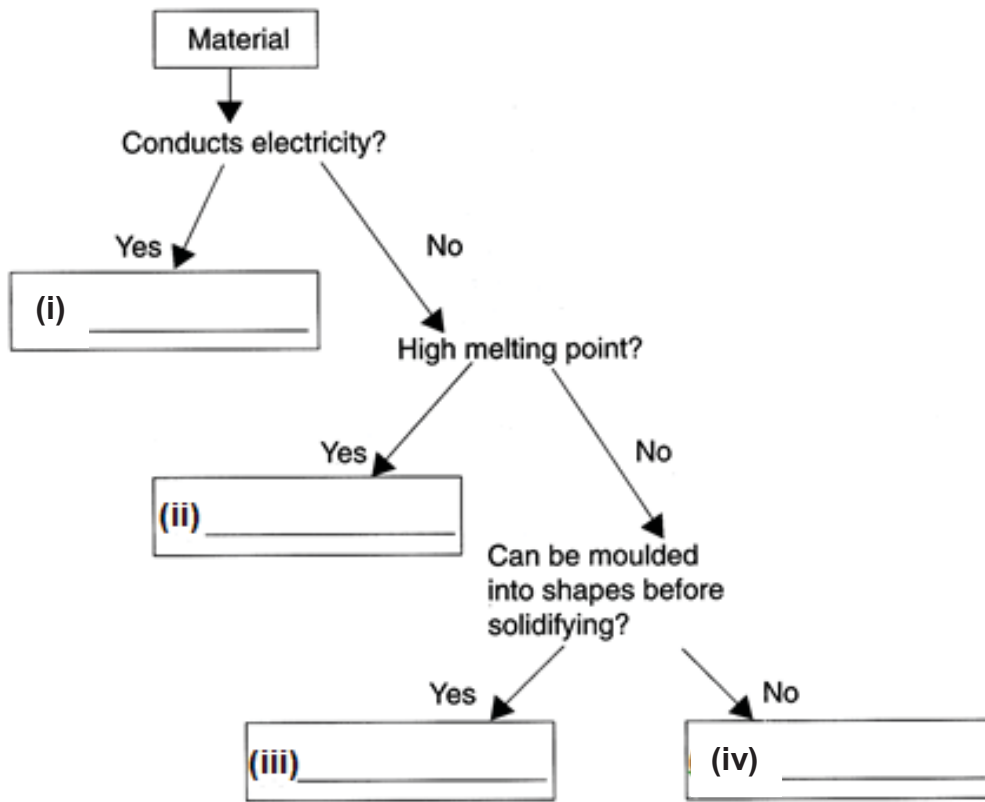 Material
Conducts electricity?
Yes
No
(i)
High melting point?
Yes
No
(ii)
Can be moulded
into shapes before
solidifying?
Yes
No
(iii)
(iv)